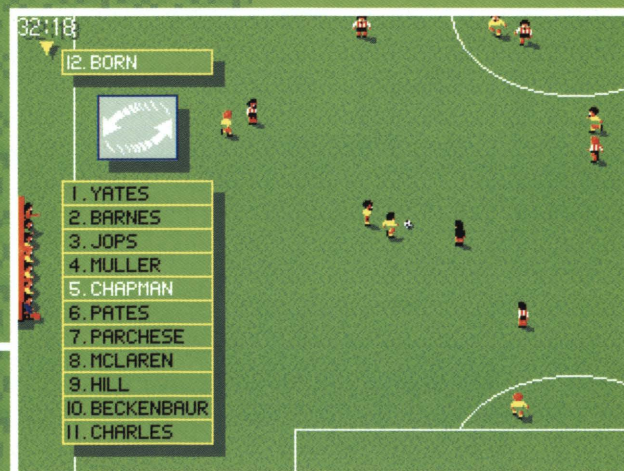 32:18
12. BORN
1. YATES
2. BARNES
3. JOPS
4. MULLER
5. CHAPMAN
6. PATES
7. PARCHESE
8. MCLAREN
9. HILL
10. BECKENBAUR
11. CHARLES